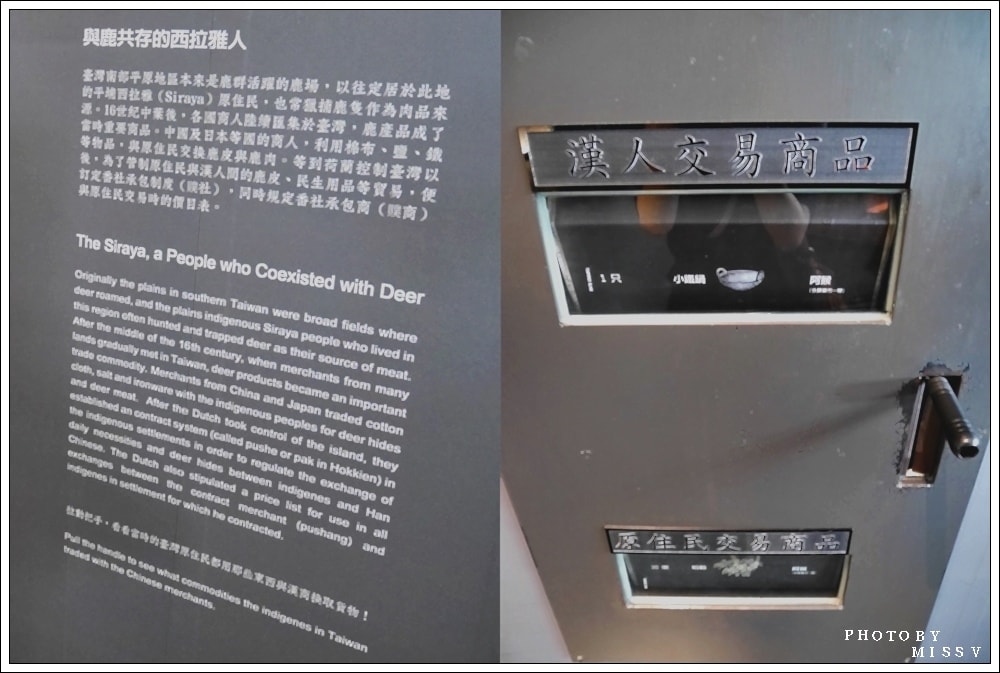 與鹿共存的西拉雅人
臺灣南部平原地區本來是鹿群活躍的鹿場，以往定居於此地
的平埔西拉雅（Siraya）原住民，也常獵捕鹿隻作為肉品來
源。16世紀中葉後，各國商人陸續匯集於臺灣，鹿產品成了
當時重要商品。中國及日本等國的商人，利用棉布、鹽、鐵
等物品，與原住民交換鹿皮與鹿肉。等到荷蘭控制臺灣以
後，為了管制原住民與漢人間的鹿皮、民生用品等貿易，便
訂定番社承包制度（贌社），同時規定番社承包商（贌商）
與原住民交易時的價目表。
The Siraya, a People who Coexisted with Deer
Originally the plains in southern Taiwan were broad fields where
deer roamed, and the plains indigenous Siraya people who lived in
this region often hunted and trapped deer as their source of meat.
After the middle of the 16th century, when merchants from many
lands gradually met in Taiwan, deer products became an important
trade commodity. Merchants from China and Japan traded cotton
cloth, salt and ironware with the indigenous peoples for deer hides
and deer meat. After the Dutch took control of the island, they
established an contract system (called pushe or pak in Hokkien) in
the indigenous settlements in order to regulate the exchange of
daily necessities and deer hides between indigenes and Han
Chinese. The Dutch also stipulated a price list for use in all
exchanges between the contract merchant (pushang) and
indigenes in settlement for which he contracted.
拉動把手，看看當時的臺灣原住民都用那些東西與漢商換取貨物！
Pull the handle to see what commodities the indigenes in Taiwan
traded with the Chinese merchants.
漢人交易商品
1只 小鐵鍋
原住民交易商品
PHOTO BY
MISS V